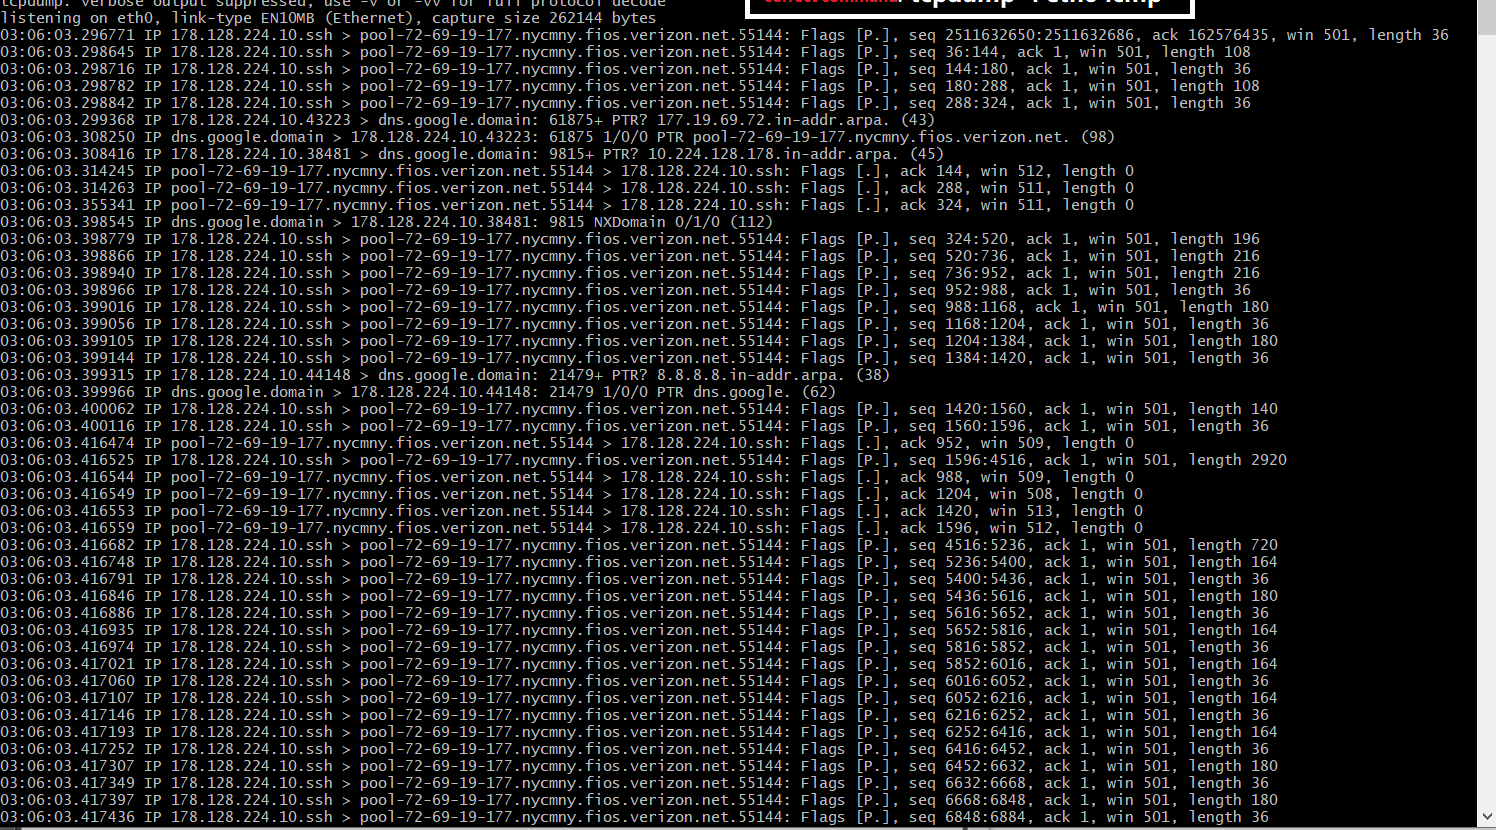 tcpdump: verbose output suppressed, use -v or -vv for full protocol decode
listening on eth0, link-type EN10MB (Ethernet), capture size 262144 bytes
03:06:03.296771 IP 178.128.224.10.ssh > pool-72-69-19-177.nycmny.fios.verizon.net.55144: Flags [P.], seq 2511632650:2511632686, ack 162576435, win 501, length 36
03:06:03.298645 IP 178.128.224.10.ssh > pool-72-69-19-177.nycmny.fios.verizon.net.55144: Flags [P.], seq 36:144, ack 1, win 501, length 108
03:06:03.298716 IP 178.128.224.10.ssh > pool-72-69-19-177.nycmny.fios.verizon.net.55144: Flags [P.], seq 144:180, ack 1, win 501, length 36
03:06:03.298782 IP 178.128.224.10.ssh > pool-72-69-19-177.nycmny.fios.verizon.net.55144: Flags [P.], seq 180:288, ack 1, win 501, length 108
03:06:03.298842 IP 178.128.224.10.ssh > pool-72-69-19-177.nycmny.fios.verizon.net.55144: Flags [P.], seq 288:324, ack 1, win 501, length 36
03:06:03.299368 IP 178.128.224.10.43223 > dns.google.domain: 61875+ PTR? 177.19.69.72.in-addr.arpa. (43)
03:06:03.308250 IP dns.google.domain > 178.128.224.10.43223: 61875 1/0/0 PTR pool-72-69-19-177.nycmny.fios.verizon.net. (98)
03:06:03.308416 IP 178.128.224.10.38481 > dns.google.domain: 9815+ PTR? 10.224.128.178.in-addr.arpa. (45)
03:06:03.314245 IP pool-72-69-19-177.nycmny.fios.verizon.net.55144 > 178.128.224.10.ssh: Flags [.], ack 144, win 512, length 0
03:06:03.314263 IP pool-72-69-19-177.nycmny.fios.verizon.net.55144 > 178.128.224.10.ssh: Flags [.], ack 288, win 511, length 0
03:06:03.355341 IP pool-72-69-19-177.nycmny.fios.verizon.net.55144 > 178.128.224.10.ssh: Flags [.], ack 324, win 511, length 0
03:06:03.398545 IP dns.google.domain > 178.128.224.10.38481: 9815 NXDomain 0/1/0 (112)
03:06:03.398779 IP 178.128.224.10.ssh > pool-72-69-19-177.nycmny.fios.verizon.net.55144: Flags [P.], seq 324:520, ack 1, win 501, length 196
03:06:03.398866 IP 178.128.224.10.ssh > pool-72-69-19-177.nycmny.fios.verizon.net.55144: Flags [P.], seq 520:736, ack 1, win 501, length 216
03:06:03.398940 IP 178.128.224.10.ssh > pool-72-69-19-177.nycmny.fios.verizon.net.55144: Flags [P.], seq 736:952, ack 1, win 501, length 216
03:06:03.398966 IP 178.128.224.10.ssh > pool-72-69-19-177.nycmny.fios.verizon.net.55144: Flags [P.], seq 952:988, ack 1, win 501, length 36
03:06:03.399016 IP 178.128.224.10.ssh > pool-72-69-19-177.nycmny.fios.verizon.net.55144: Flags [P.], seq 988:1168, ack 1, win 501, length 180
03:06:03.399056 IP 178.128.224.10.ssh > pool-72-69-19-177.nycmny.fios.verizon.net.55144: Flags [P.], seq 1168:1204, ack 1, win 501, length 36
03:06:03.399105 IP 178.128.224.10.ssh > pool-72-69-19-177.nycmny.fios.verizon.net.55144: Flags [P.], seq 1204:1384, ack 1, win 501, length 180
03:06:03.399144 IP 178.128.224.10.ssh > pool-72-69-19-177.nycmny.fios.verizon.net.55144: Flags [P.], seq 1384:1420, ack 1, win 501, length 36
03:06:03.399315 IP 178.128.224.10.44148 > dns.google.domain: 21479+ PTR? 8.8.8.8.in-addr.arpa. (38)
03:06:03.399966 IP dns.google.domain > 178.128.224.10.44148: 21479 1/0/0 PTR dns.google. (62)
03:06:03.400062 IP 178.128.224.10.ssh > pool-72-69-19-177.nycmny.fios.verizon.net.55144: Flags [P.], seq 1420:1560, ack 1, win 501, length 140
03:06:03.400116 IP 178.128.224.10.ssh > pool-72-69-19-177.nycmny.fios.verizon.net.55144: Flags [P.], seq 1560:1596, ack 1, win 501, length 36
03:06:03.416474 IP pool-72-69-19-177.nycmny.fios.verizon.net.55144 > 178.128.224.10.ssh: Flags [.], ack 952, win 509, length 0
03:06:03.416525 IP 178.128.224.10.ssh > pool-72-69-19-177.nycmny.fios.verizon.net.55144: Flags [P.], seq 1596:4516, ack 1, win 501, length 2920
03:06:03.416544 IP pool-72-69-19-177.nycmny.fios.verizon.net.55144 > 178.128.224.10.ssh: Flags [.], ack 988, win 509, length 0
03:06:03.416549 IP pool-72-69-19-177.nycmny.fios.verizon.net.55144 > 178.128.224.10.ssh: Flags [.], ack 1204, win 508, length 0
03:06:03.416553 IP pool-72-69-19-177.nycmny.fios.verizon.net.55144 > 178.128.224.10.ssh: Flags [.], ack 1420, win 513, length 0
03:06:03.416559 IP pool-72-69-19-177.nycmny.fios.verizon.net.55144 > 178.128.224.10.ssh: Flags [.], ack 1596, win 512, length 0
03:06:03.416682 IP 178.128.224.10.ssh > pool-72-69-19-177.nycmny.fios.verizon.net.55144: Flags [P.], seq 4516:5236, ack 1, win 501, length 720
03:06:03.416748 IP 178.128.224.10.ssh > pool-72-69-19-177.nycmny.fios.verizon.net.55144: Flags [P.], seq 5236:5400, ack 1, win 501, length 164
03:06:03.416791 IP 178.128.224.10.ssh > pool-72-69-19-177.nycmny.fios.verizon.net.55144: Flags [P.], seq 5400:5436, ack 1, win 501, length 36
03:06:03.416846 IP 178.128.224.10.ssh > pool-72-69-19-177.nycmny.fios.verizon.net.55144: Flags [P.], seq 5436:5616, ack 1, win 501, length 180
03:06:03.416886 IP 178.128.224.10.ssh > pool-72-69-19-177.nycmny.fios.verizon.net.55144: Flags [P.], seq 5616:5652, ack 1, win 501, length 36
03:06:03.416935 IP 178.128.224.10.ssh > pool-72-69-19-177.nycmny.fios.verizon.net.55144: Flags [P.], seq 5652:5816, ack 1, win 501, length 164
03:06:03.416974 IP 178.128.224.10.ssh > pool-72-69-19-177.nycmny.fios.verizon.net.55144: Flags [P.], seq 5816:5852, ack 1, win 501, length 36
03:06:03.417021 IP 178.128.224.10.ssh > pool-72-69-19-177.nycmny.fios.verizon.net.55144: Flags [P.], seq 5852:6016, ack 1, win 501, length 164
03:06:03.417060 IP 178.128.224.10.ssh > pool-72-69-19-177.nycmny.fios.verizon.net.55144: Flags [P.], seq 6016:6052, ack 1, win 501, length 36
03:06:03.417107 IP 178.128.224.10.ssh > pool-72-69-19-177.nycmny.fios.verizon.net.55144: Flags [P.], seq 6052:6216, ack 1, win 501, length 164
03:06:03.417146 IP 178.128.224.10.ssh > pool-72-69-19-177.nycmny.fios.verizon.net.55144: Flags [P.], seq 6216:6252, ack 1, win 501, length 36
03:06:03.417193 IP 178.128.224.10.ssh > pool-72-69-19-177.nycmny.fios.verizon.net.55144: Flags [P.], seq 6252:6416, ack 1, win 501, length 164
03:06:03.417252 IP 178.128.224.10.ssh > pool-72-69-19-177.nycmny.fios.verizon.net.55144: Flags [P.], seq 6416:6452, ack 1, win 501, length 36
03:06:03.417307 IP 178.128.224.10.ssh > pool-72-69-19-177.nycmny.fios.verizon.net.55144: Flags [P.], seq 6452:6632, ack 1, win 501, length 180
03:06:03.417349 IP 178.128.224.10.ssh > pool-72-69-19-177.nycmny.fios.verizon.net.55144: Flags [P.], seq 6632:6668, ack 1, win 501, length 36
03:06:03.417397 IP 178.128.224.10.ssh > pool-72-69-19-177.nycmny.fios.verizon.net.55144: Flags [P.], seq 6668:6848, ack 1, win 501, length 180
03:06:03.417436 IP 178.128.224.10.ssh > pool-72-69-19-177.nycmny.fios.verizon.net.55144: Flags [P.], seq 6848:6884, ack 1, win 501, length 36